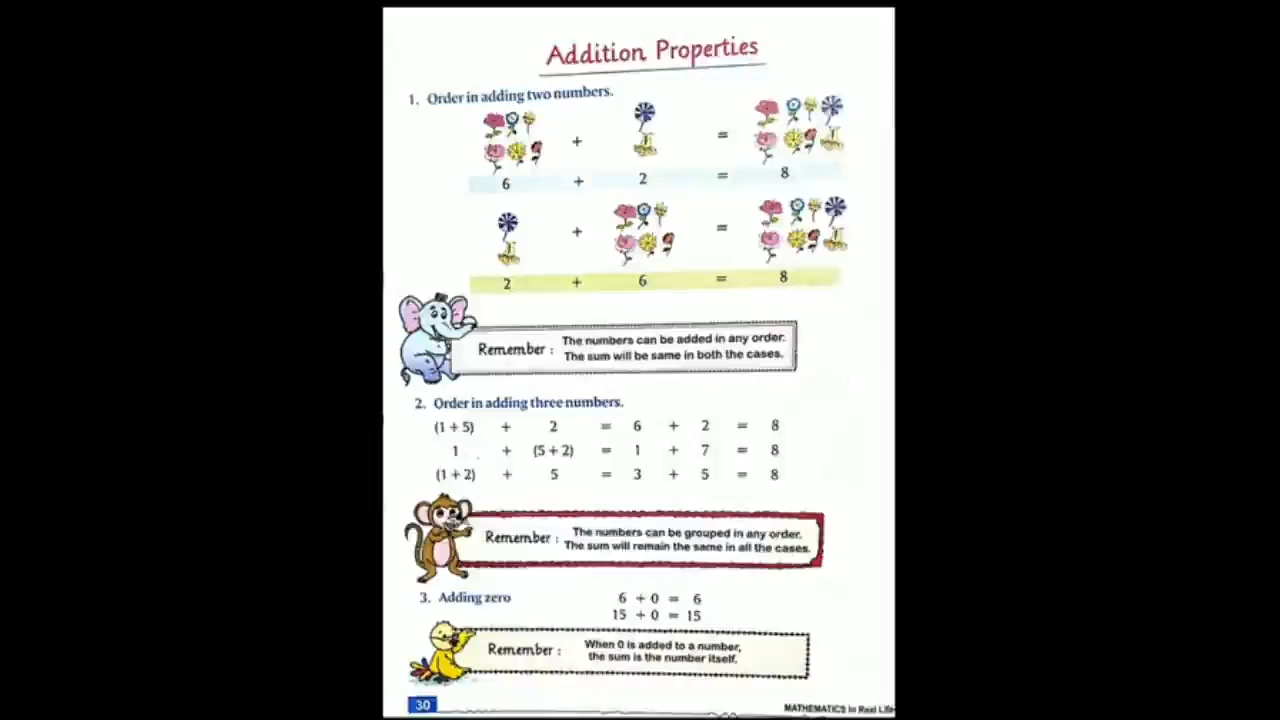 Addition Properties
1. Order in adding two numbers.
+ =
6 + 2 = 8
+ =
2 + 6 = 8
Remember : The numbers can be added in any order.
The sum will be same in both the cases.
2. Order in adding three numbers.
(1 + 5) + 2 = 6 + 2 = 8
1 + (5 + 2) = 1 + 7 = 8
(1 + 2) + 5 = 3 + 5 = 8
Remember : The numbers can be grouped in any order.
The sum will remain the same in all the cases.
3. Adding zero 6 + 0 = 6
15 + 0 = 15
Remember : When 0 is added to a number,
the sum is the number itself.
30 MATHEMATICS in Real Life